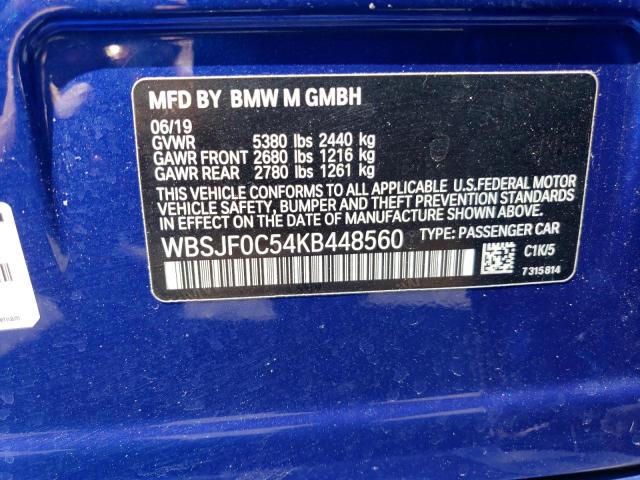 MFD BY BMW M GMBH
06/19
GVWR 5380 lbs 2440 kg
GAWR FRONT 2680 lbs 1216 kg
GAWR REAR 2780 lbs 1261 kg
THIS VEHICLE CONFORMS TO ALL APPLICABLE U.S.FEDERAL MOTOR
VEHICLE SAFETY, BUMPER, AND THEFT PREVENTION STANDARDS
IN EFFECT ON THE DATE OF MANUFACTURE SHOWN ABOVE.
WBSJF0C54KB448560 TYPE: PASSENGER CAR
C1K/5
7315814